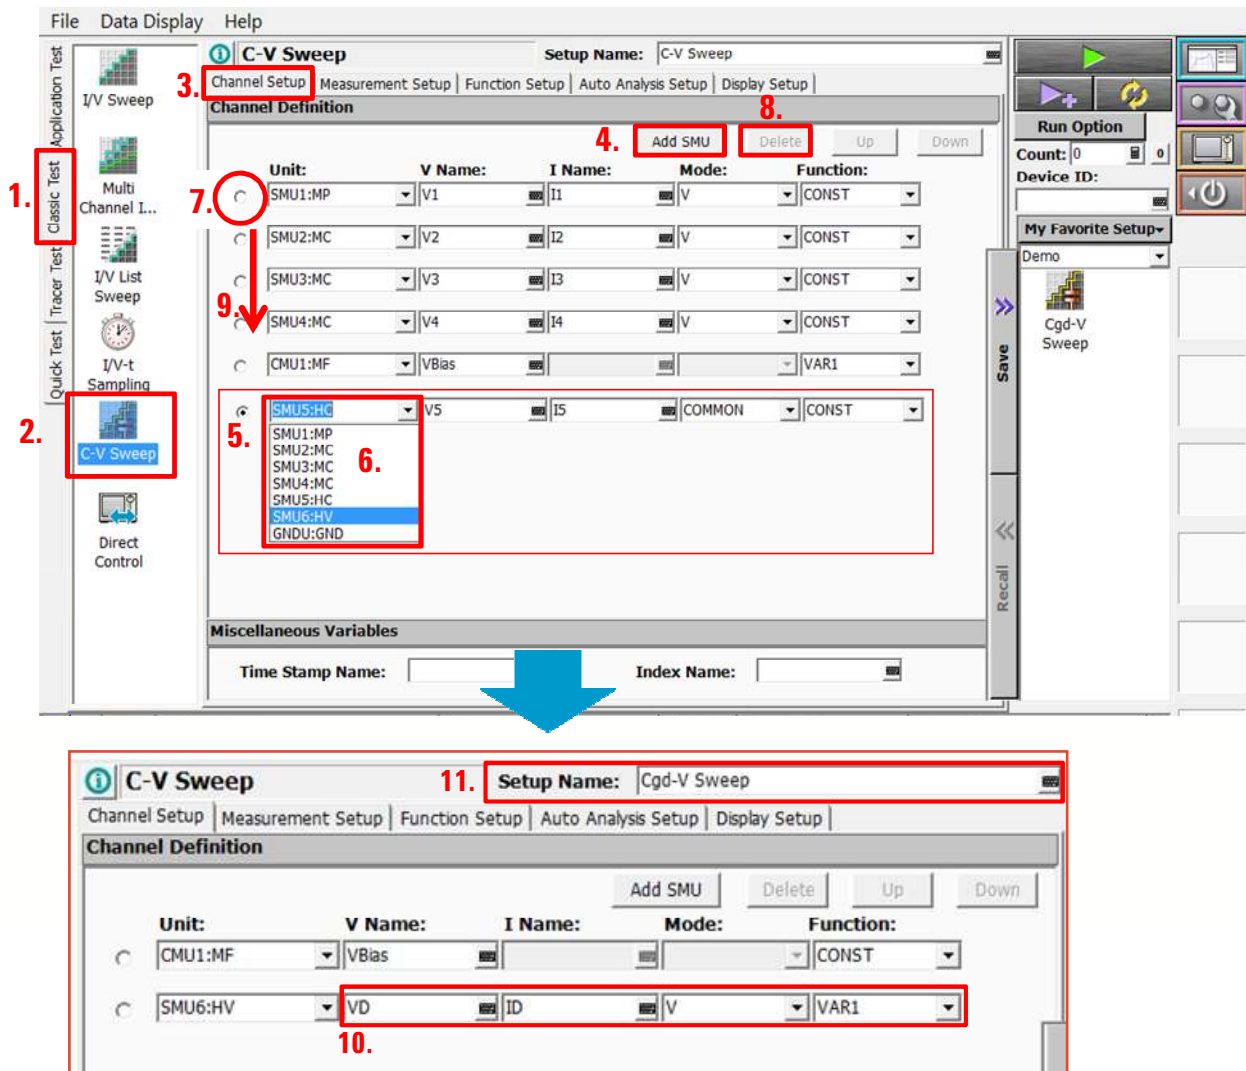 File Data Display Help
C-V Sweep Setup Name: C-V Sweep
3. Channel Setup Measurement Setup Function Setup Auto Analysis Setup Display Setup
Channel Definition
8.
4. Add SMU Delete Up Down
Unit: V Name: I Name: Mode: Function:
7. SMU1:MP V1 I1 V CONST
SMU2:MC V2 I2 V CONST
SMU3:MC V3 I3 V CONST
9. SMU4:MC V4 I4 V CONST
CMU1:MF VBias VAR1
SMU5:HC V5 I5 COMMON CONST
5.
6.
SMU1:MP
SMU2:MC
SMU3:MC
SMU4:MC
SMU5:HC
SMU6:HV
GNDU:GND
Miscellaneous Variables
Time Stamp Name: Index Name:
Application Test
1. Classic Test
Tracer Test
Quick Test
I/V Sweep
Multi
Channel I...
I/V List
Sweep
I/V-t
Sampling
2. C-V Sweep
Direct
Control
Save
Recall
Run Option
Count: 0 0
Device ID:
My Favorite Setup
Demo
Cgd-V
Sweep
C-V Sweep 11. Setup Name: Cgd-V Sweep
Channel Setup Measurement Setup Function Setup Auto Analysis Setup Display Setup
Channel Definition
Add SMU Delete Up Down
Unit: V Name: I Name: Mode: Function:
CMU1:MF VBias CONST
SMU6:HV VD ID V VAR1
10.